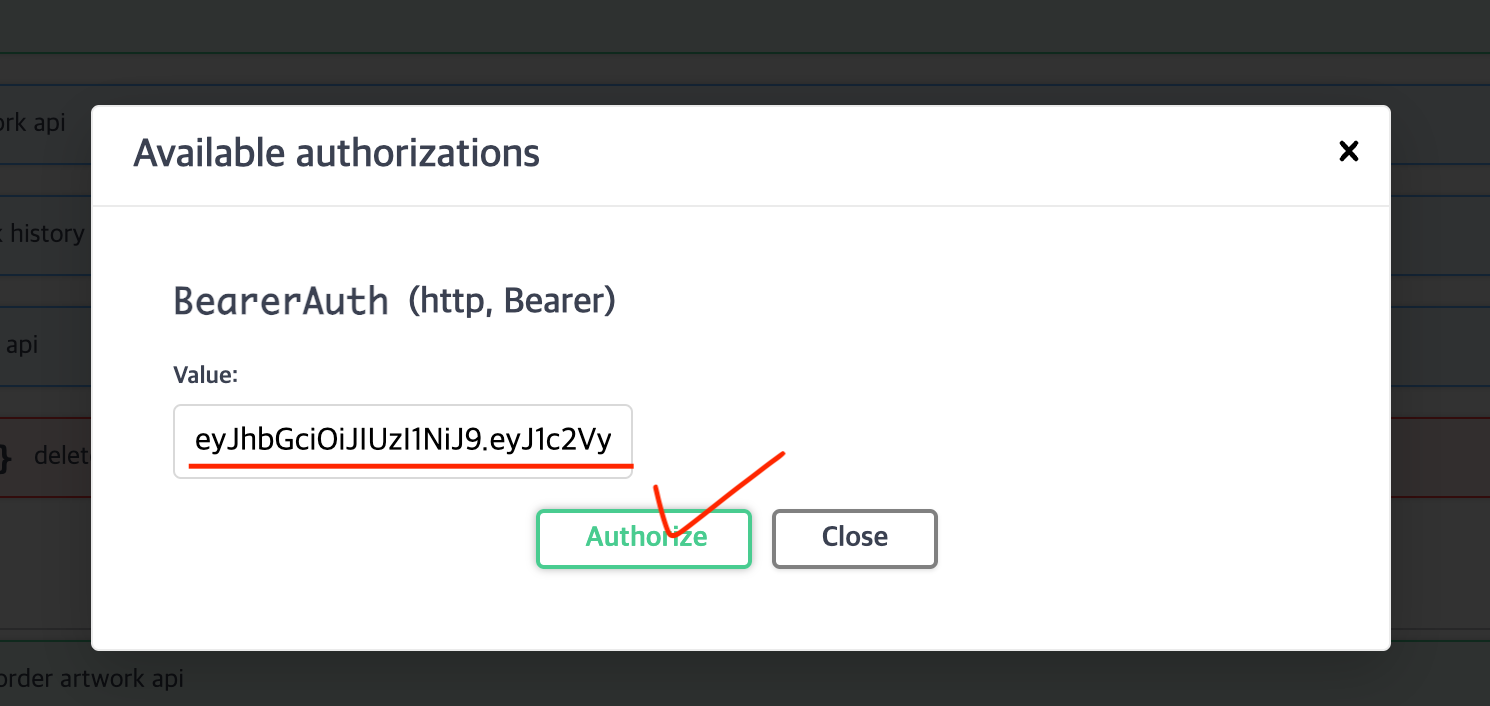 ork api
Available authorizations
history
BearerAuth (http, Bearer)
api
Value:
eyJhbGciOiJIUzI1NiJ9.eyJ1c2Vy
} delet
Authorize Close
order artwork api